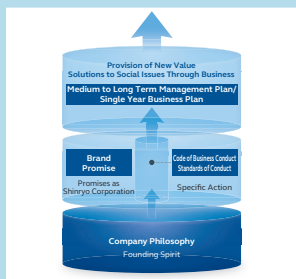 Provision of New Value
Solutions to Social Issues Through Business
Medium to Long Term Management Plan/
Single Year Business Plan
Brand
Promise
Promises as
Shinryo Corporation
Code of Business Conduct
Standards of Conduct
Specific Action
Company Philosophy
Founding Spirit